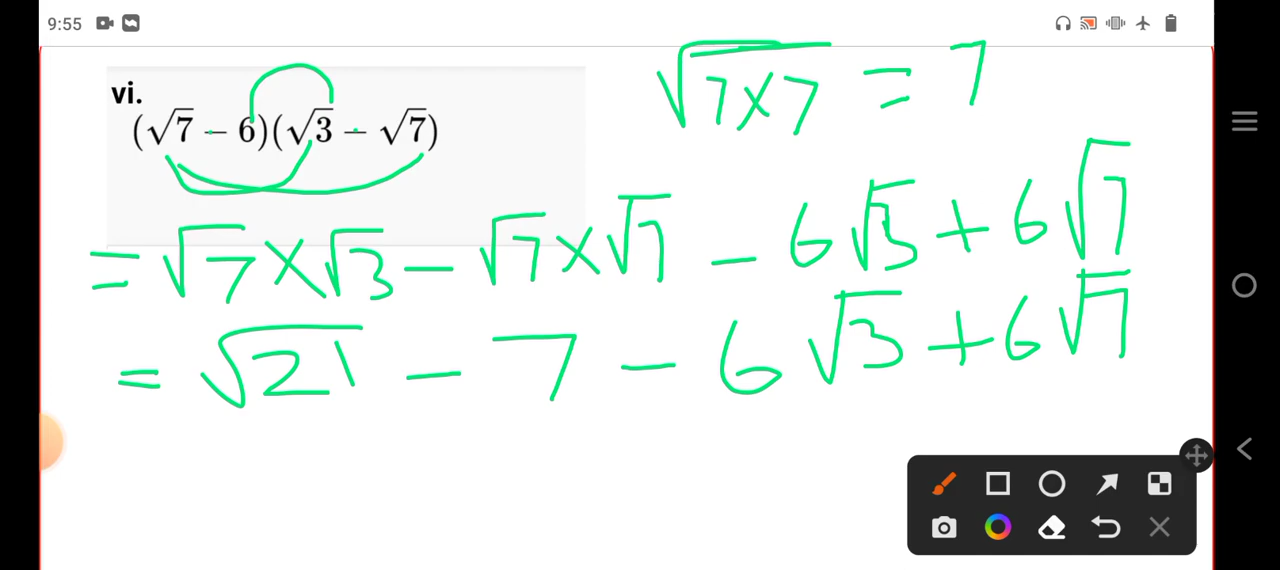 9:55
vi.
(√7 − 6)(√3 − √7)
√7×7 = 7
= √7 × √3 − √7 × √7 − 6√3 + 6√7
= √21 − 7 − 6√3 + 6√7